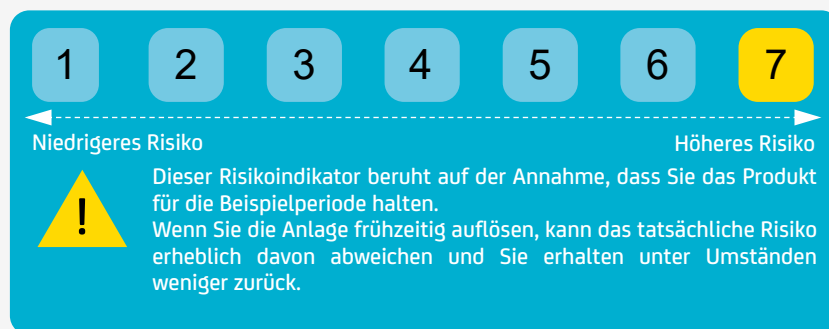 1 2 3 4 5 6 7
Niedrigeres Risiko Höheres Risiko
! Dieser Risikoindikator beruht auf der Annahme, dass Sie das Produkt
für die Beispielperiode halten.
Wenn Sie die Anlage frühzeitig auflösen, kann das tatsächliche Risiko
erheblich davon abweichen und Sie erhalten unter Umständen
weniger zurück.